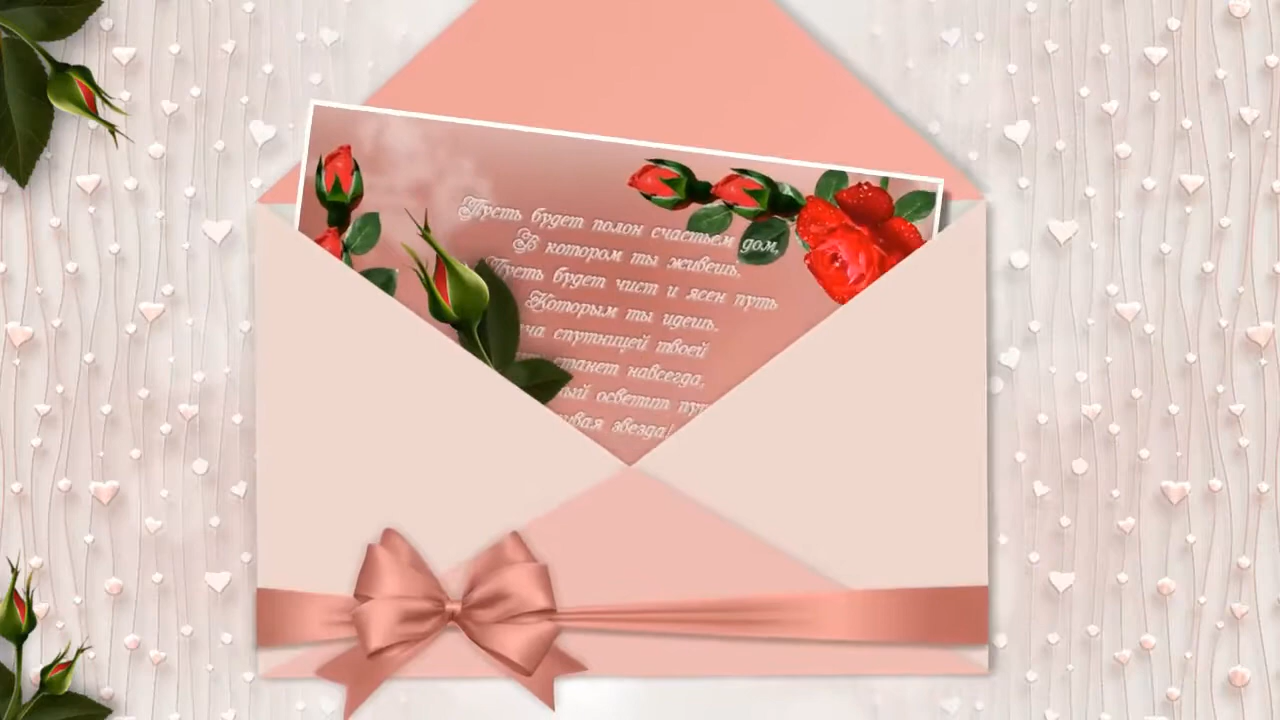 Пусть будет полон счастьем дом,
В котором ты живешь.
Пусть будет чист и ясен путь
Которым ты идешь.
спутницей твоей
станет навсегда,
осветит
звезда!